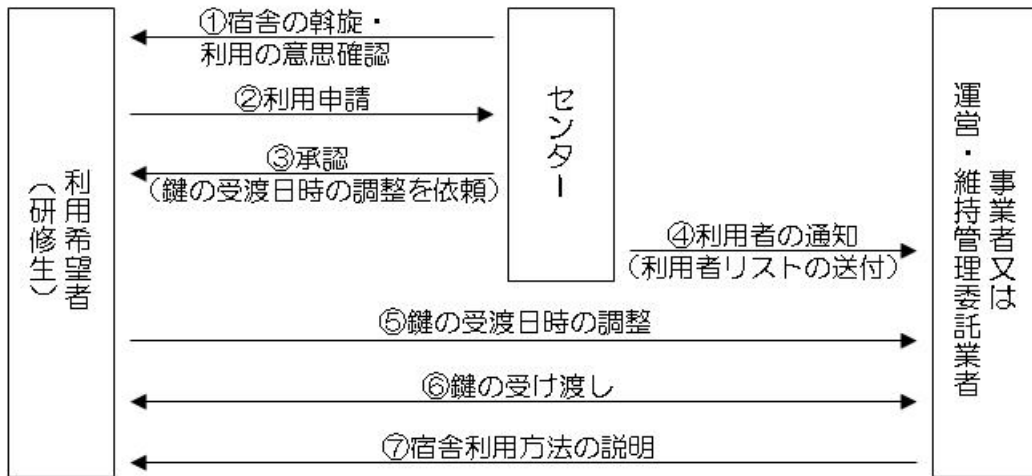 ①宿舎の斡旋・
利用の意思確認
②利用申請
③承認
（鍵の受渡日時の調整を依頼）
④利用者の通知
（利用者リストの送付）
⑤鍵の受渡日時の調整
⑥鍵の受け渡し
⑦宿舎利用方法の説明
利用希望者
（研修生）
センター
事業者又は
運営・維持管理委託業者